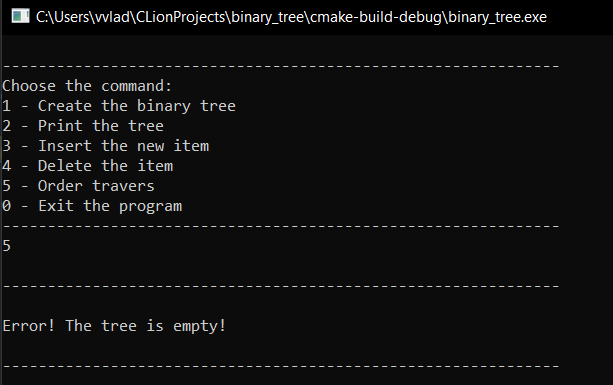 C:\Users\vvlad\CLionProjects\binary_tree\cmake-build-debug\binary_tree.exe
--------------------------------------------------------------
Choose the command:
1 - Create the binary tree
2 - Print the tree
3 - Insert the new item
4 - Delete the item
5 - Order travers
0 - Exit the program
--------------------------------------------------------------
5
--------------------------------------------------------------
Error! The tree is empty!
--------------------------------------------------------------